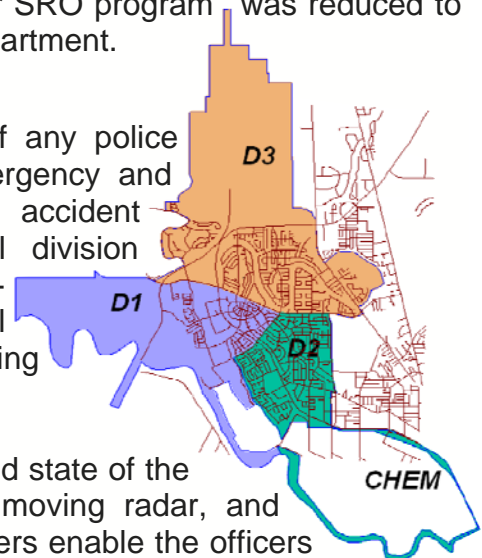 SRO program" was reduced to
artment.
f any police
ergency and
accident
l division
D3
D1
D2
ing
CHEM
d state of the
moving radar, and
ers enable the officers